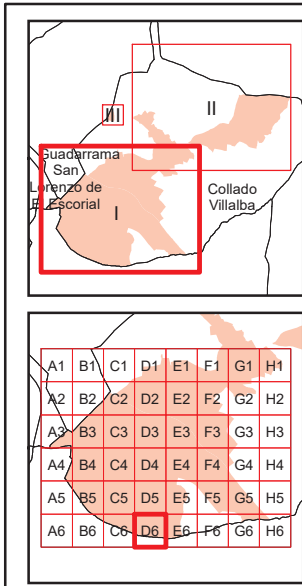 II
III
Guadarrama
San
Lorenzo de
El Escorial
I
Collado
Villalba
A1 B1 C1 D1 E1 F1 G1 H1
A2 B2 C2 D2 E2 F2 G2 H2
A3 B3 C3 D3 E3 F3 G3 H3
A4 B4 C4 D4 E4 F4 G4 H4
A5 B5 C5 D5 E5 F5 G5 H5
A6 B6 C6 D6 E6 F6 G6 H6